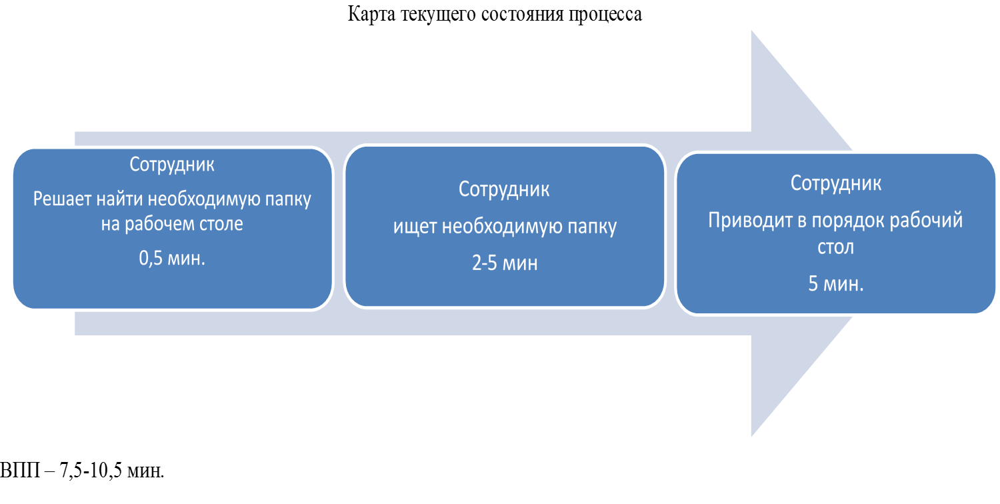 Карта текущего состояния процесса
Сотрудник
Решает найти необходимую папку
на рабочем столе
0,5 мин.
Сотрудник
ищет необходимую папку
2-5 мин
Сотрудник
Приводит в порядок рабочий
стол
5 мин.
ВПП – 7,5-10,5 мин.